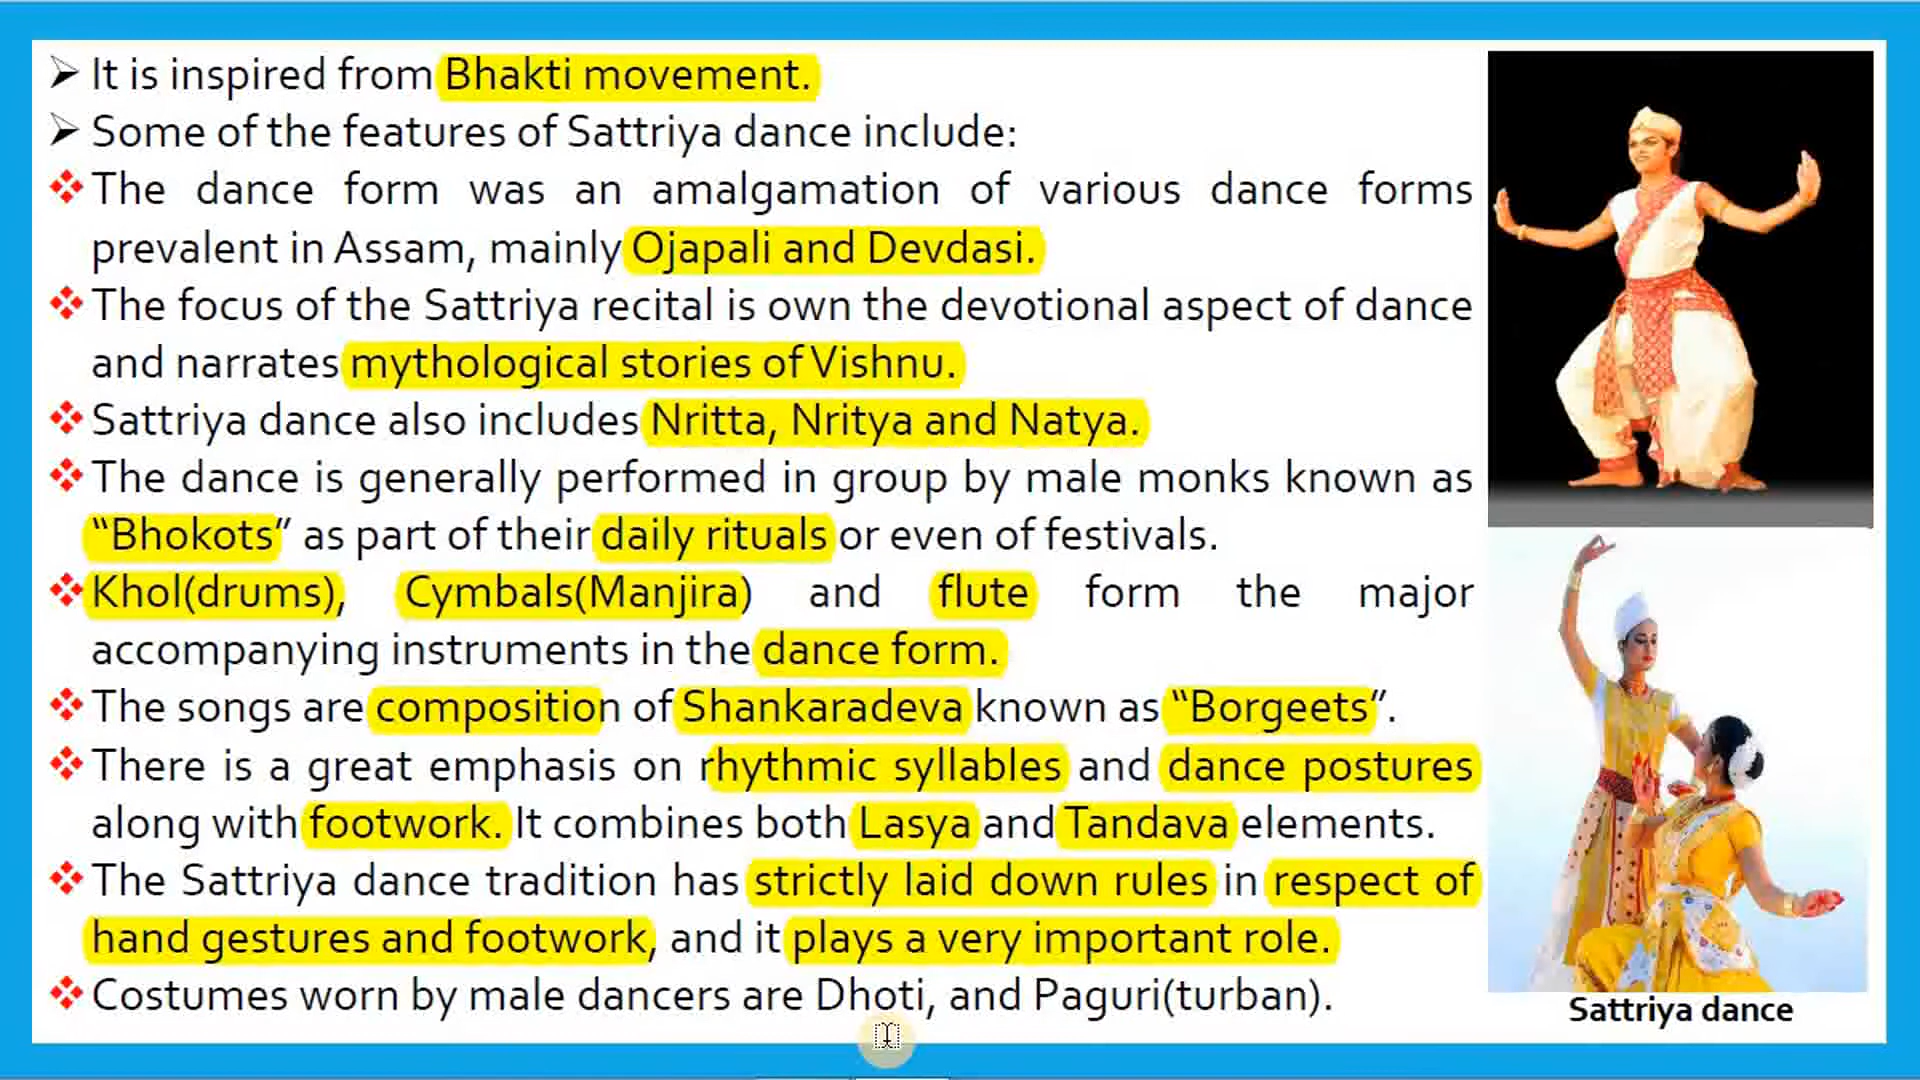 ➢ It is inspired from Bhakti movement.
➢ Some of the features of Sattriya dance include:
❖ The dance form was an amalgamation of various dance forms
prevalent in Assam, mainly Ojapali and Devdasi.
❖ The focus of the Sattriya recital is own the devotional aspect of dance
and narrates mythological stories of Vishnu.
❖ Sattriya dance also includes Nritta, Nritya and Natya.
❖ The dance is generally performed in group by male monks known as
“Bhokots” as part of their daily rituals or even of festivals.
❖ Khol(drums), Cymbals(Manjira) and flute form the major
accompanying instruments in the dance form.
❖ The songs are composition of Shankaradeva known as “Borgeets”.
❖ There is a great emphasis on rhythmic syllables and dance postures
along with footwork. It combines both Lasya and Tandava elements.
❖ The Sattriya dance tradition has strictly laid down rules in respect of
hand gestures and footwork, and it plays a very important role.
❖ Costumes worn by male dancers are Dhoti, and Paguri(turban).
Sattriya dance